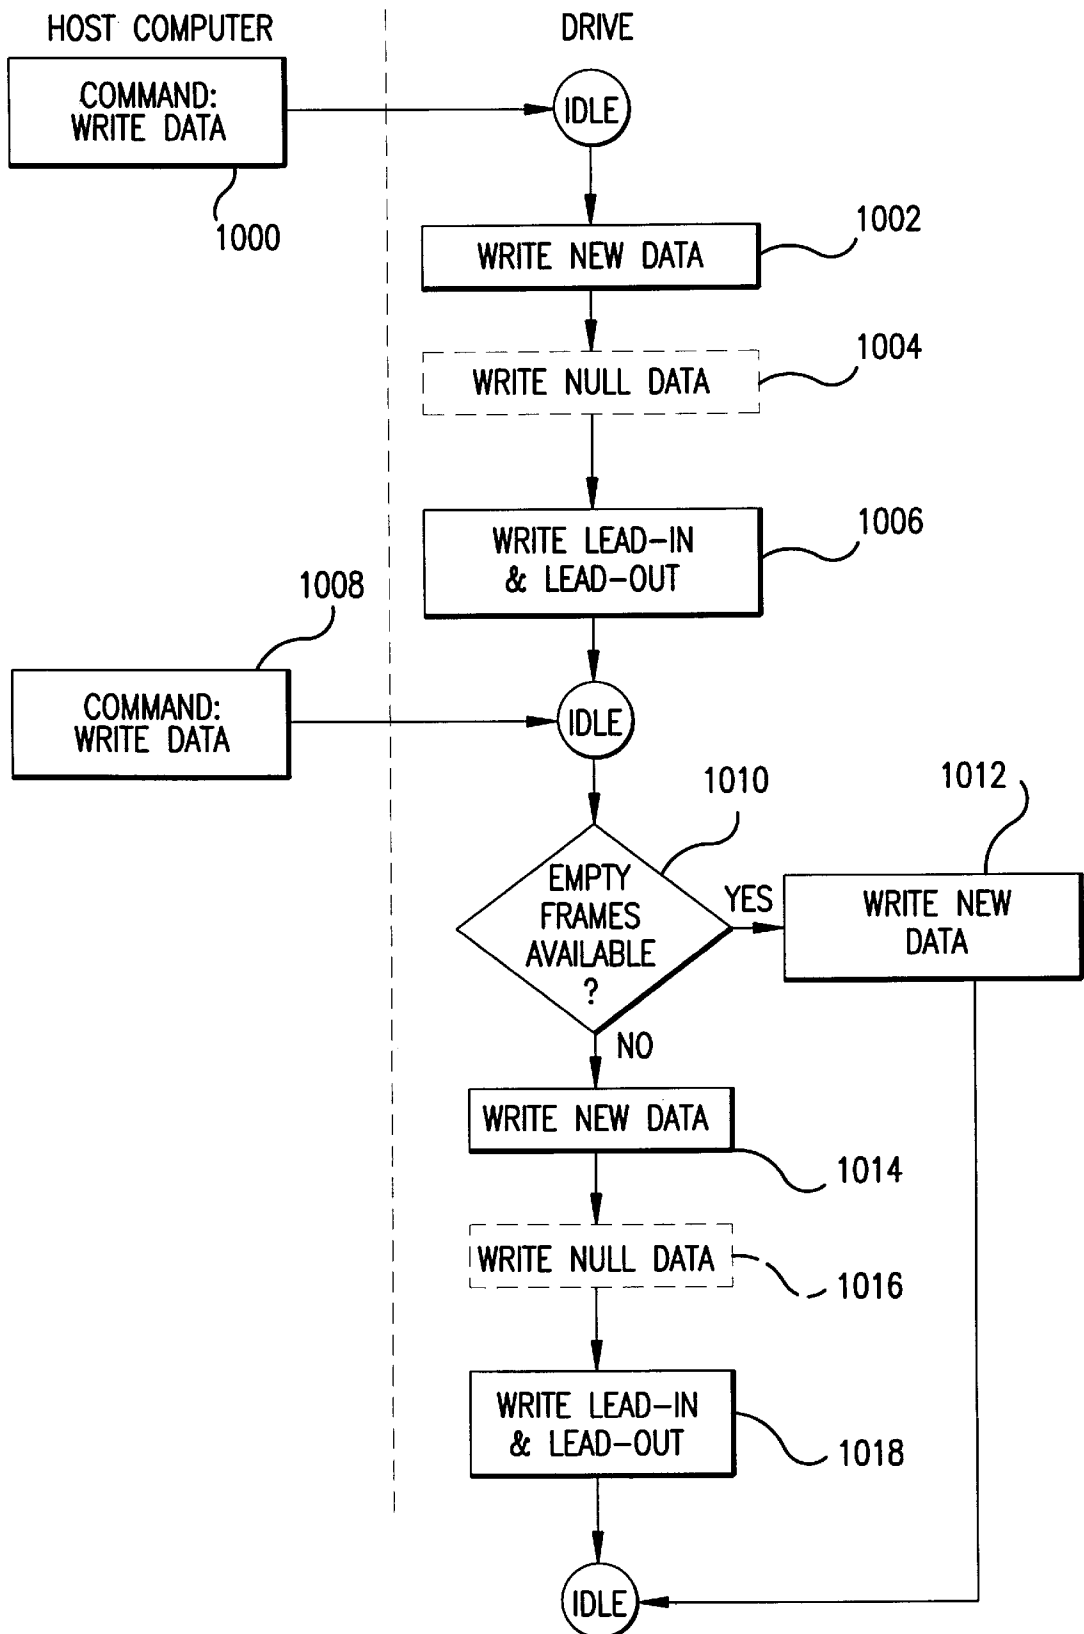 HOST COMPUTER
DRIVE
COMMAND:
WRITE DATA
IDLE
1000
1002
WRITE NEW DATA
1004
WRITE NULL DATA
1006
WRITE LEAD-IN
& LEAD-OUT
1008
COMMAND:
WRITE DATA
IDLE
1010
1012
EMPTY
FRAMES
AVAILABLE
?
YES
WRITE NEW
DATA
NO
WRITE NEW DATA
1014
WRITE NULL DATA
1016
WRITE LEAD-IN
& LEAD-OUT
1018
IDLE